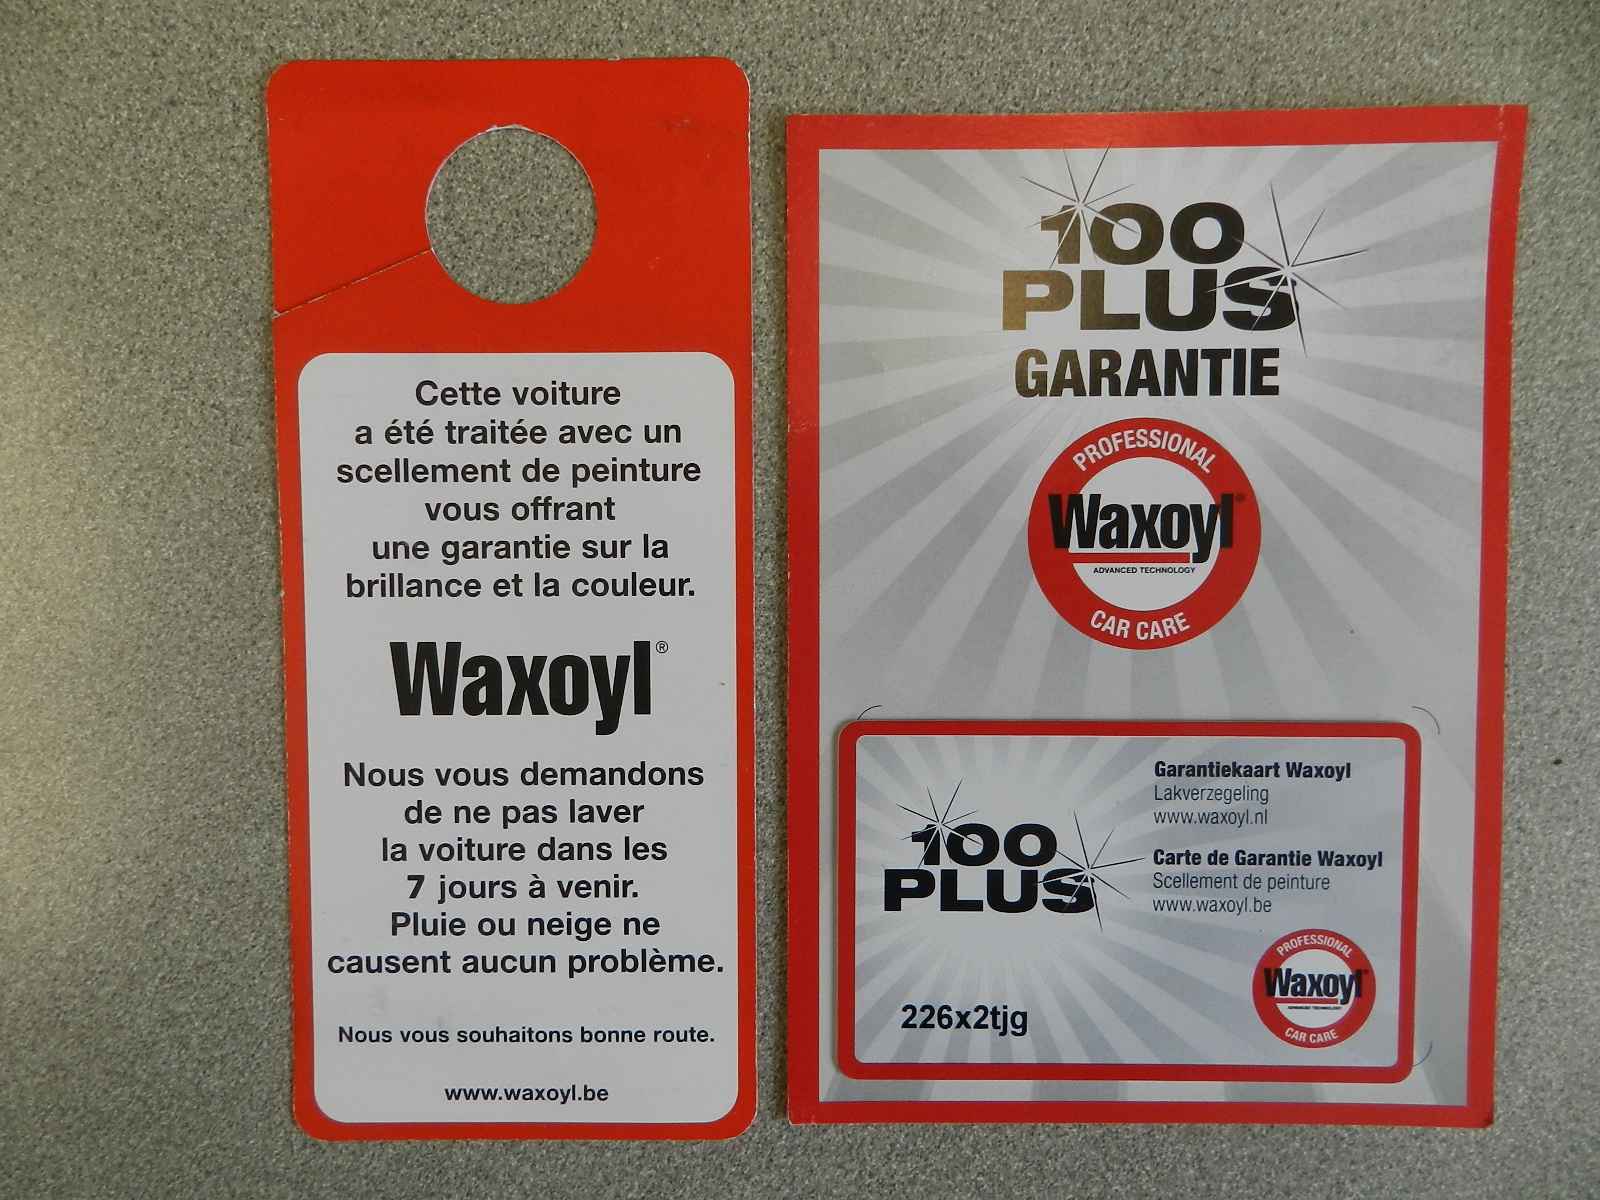 Cette voiture
a été traitée avec un
scellement de peinture
vous offrant
une garantie sur la
brillance et la couleur.
Waxoyl®
Nous vous demandons
de ne pas laver
la voiture dans les
7 jours à venir.
Pluie ou neige ne
causent aucun problème.
Nous vous souhaitons bonne route.
www.waxoyl.be
100
PLUS
GARANTIE
PROFESSIONAL
Waxoyl®
ADVANCED TECHNOLOGY
CAR CARE
100
PLUS
Garantiekaart Waxoyl
Lakverzegeling
www.waxoyl.nl
Carte de Garantie Waxoyl
Scellement de peinture
www.waxoyl.be
226x2tjg
PROFESSIONAL
Waxoyl®
ADVANCED TECHNOLOGY
CAR CARE